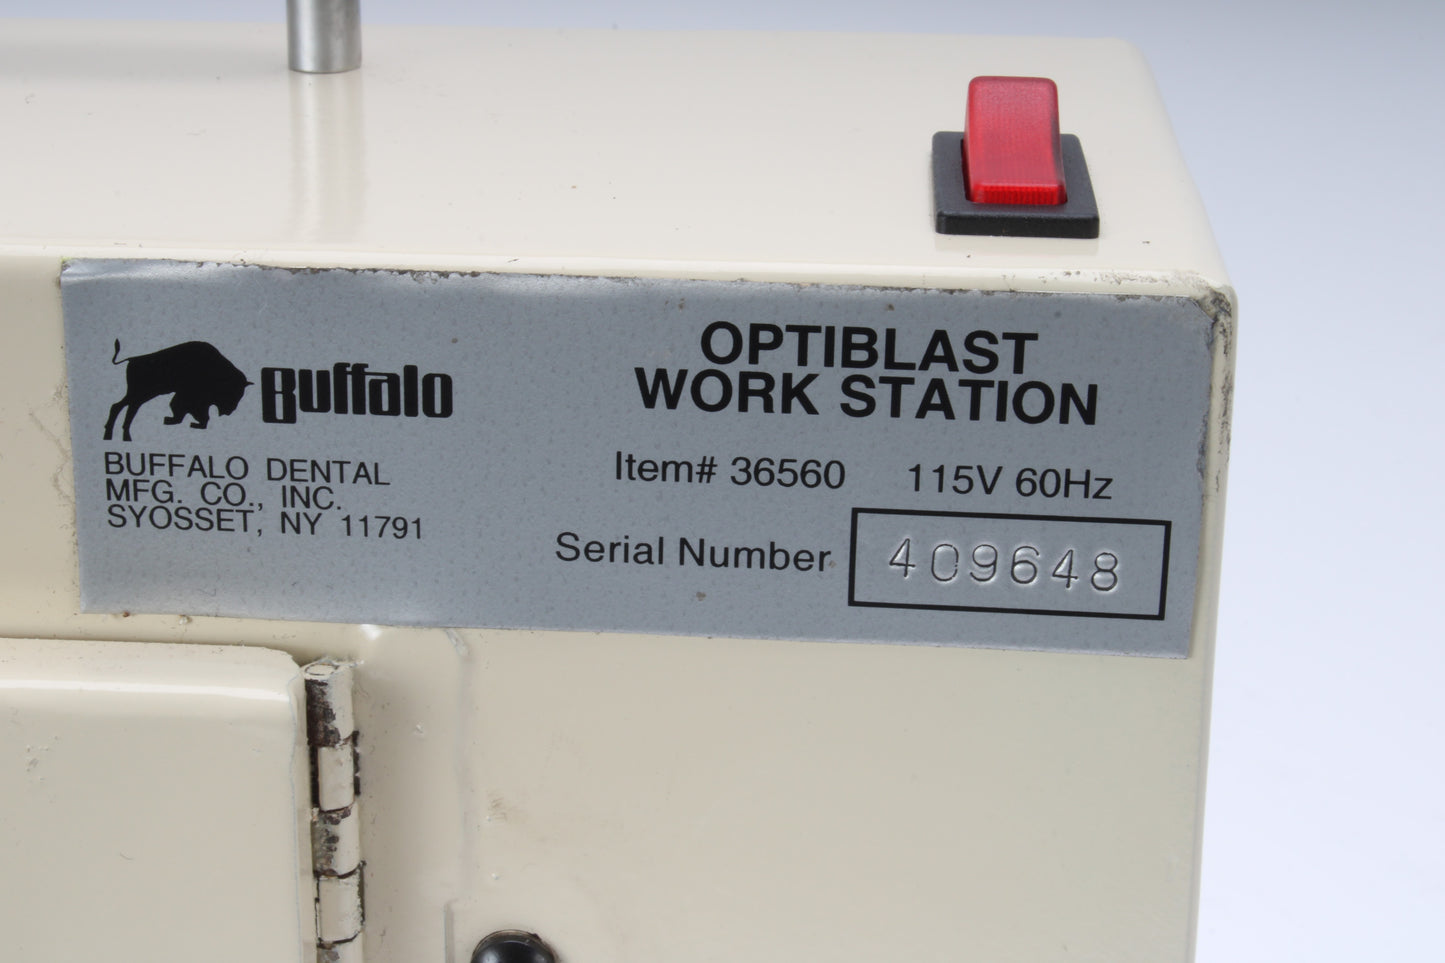 Buffalo
BUFFALO DENTAL
MFG. CO., INC.
SYOSSET, NY 11791
OPTIBLAST
WORK STATION
Item# 36560 115V 60Hz
Serial Number 409648